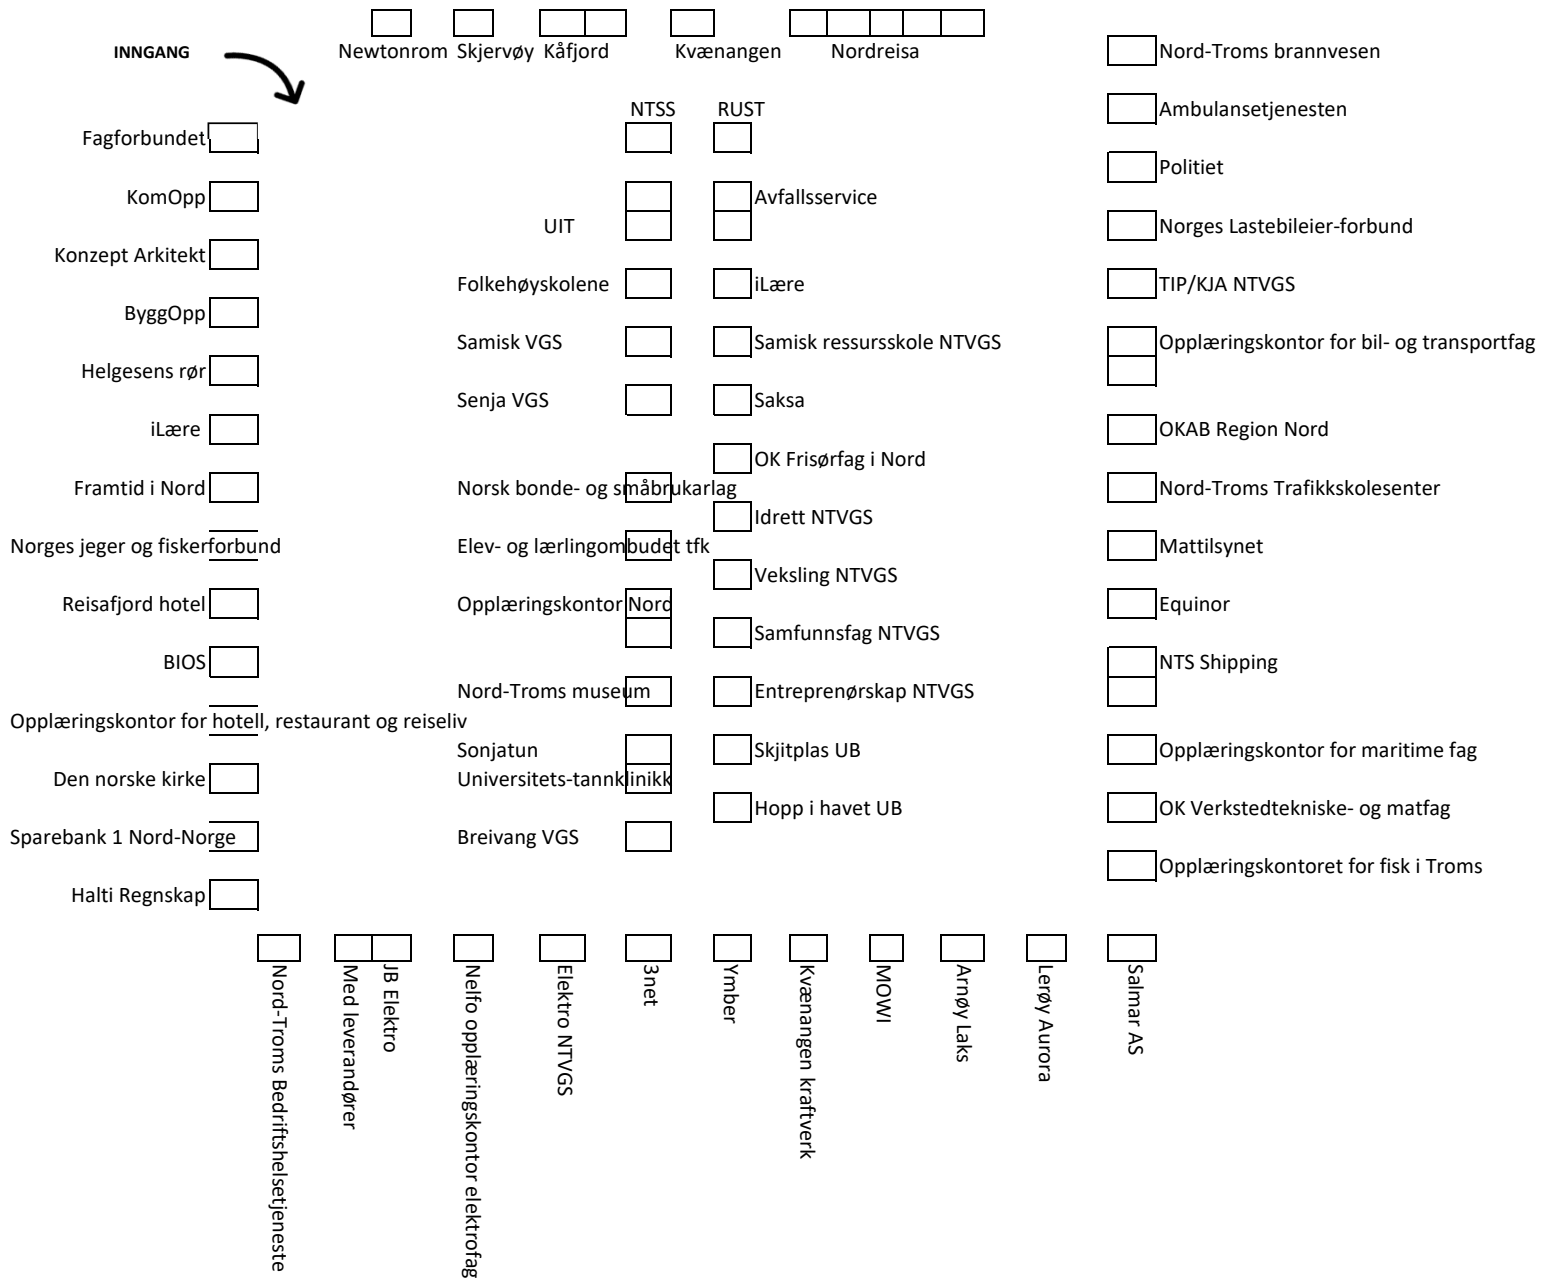 INNGANG
Newtonrom
Skjervøy
Kåfjord
Kvænangen
Nordreisa
Fagforbundet
KomOpp
Konzept Arkitekt
ByggOpp
Helgesens rør
iLære
Framtid i Nord
Norges jeger og fiskerforbund
Reisafjord hotel
BIOS
Opplæringskontor for hotell, restaurant og reiseliv
Den norske kirke
Sparebank 1 Nord-Norge
Halti Regnskap
NTSS
UIT
Folkehøyskolene
Samisk VGS
Senja VGS
Norsk bonde- og småbrukarlag
Elev- og lærlingombudet tfk
Opplæringskontor Nord
Nord-Troms museum
Sonjatun
Universitets-tannklinikk
Breivang VGS
RUST
Avfallsservice
iLære
Samisk ressursskole NTVGS
Saksa
OK Frisørfag i Nord
Idrett NTVGS
Veksling NTVGS
Samfunnsfag NTVGS
Entreprenørskap NTVGS
Skjitplas UB
Hopp i havet UB
Nord-Troms brannvesen
Ambulansetjenesten
Politiet
Norges Lastebileier-forbund
TIP/KJA NTVGS
Opplæringskontor for bil- og transportfag
OKAB Region Nord
Nord-Troms Trafikkskolesenter
Mattilsynet
Equinor
NTS Shipping
Opplæringskontor for maritime fag
OK Verkstedtekniske- og matfag
Opplæringskontoret for fisk i Troms
Nord-Troms Bedriftshelsetjeneste
Med leverandører
JB Elektro
Nelfo opplæringskontor elektrofag
Elektro NTVGS
3net
Ymber
Kvænangen kraftverk
MOWI
Arnøy Laks
Lerøy Aurora
Salmar AS